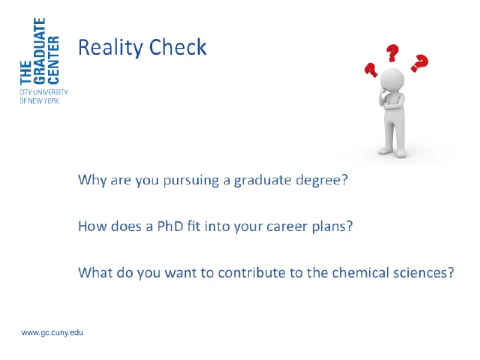 THE
GRADUATE
CENTER
CITY UNIVERSITY
OF NEW YORK
Reality Check
? ? ?
Why are you pursuing a graduate degree?
How does a PhD fit into your career plans?
What do you want to contribute to the chemical sciences?
www.gc.cuny.edu